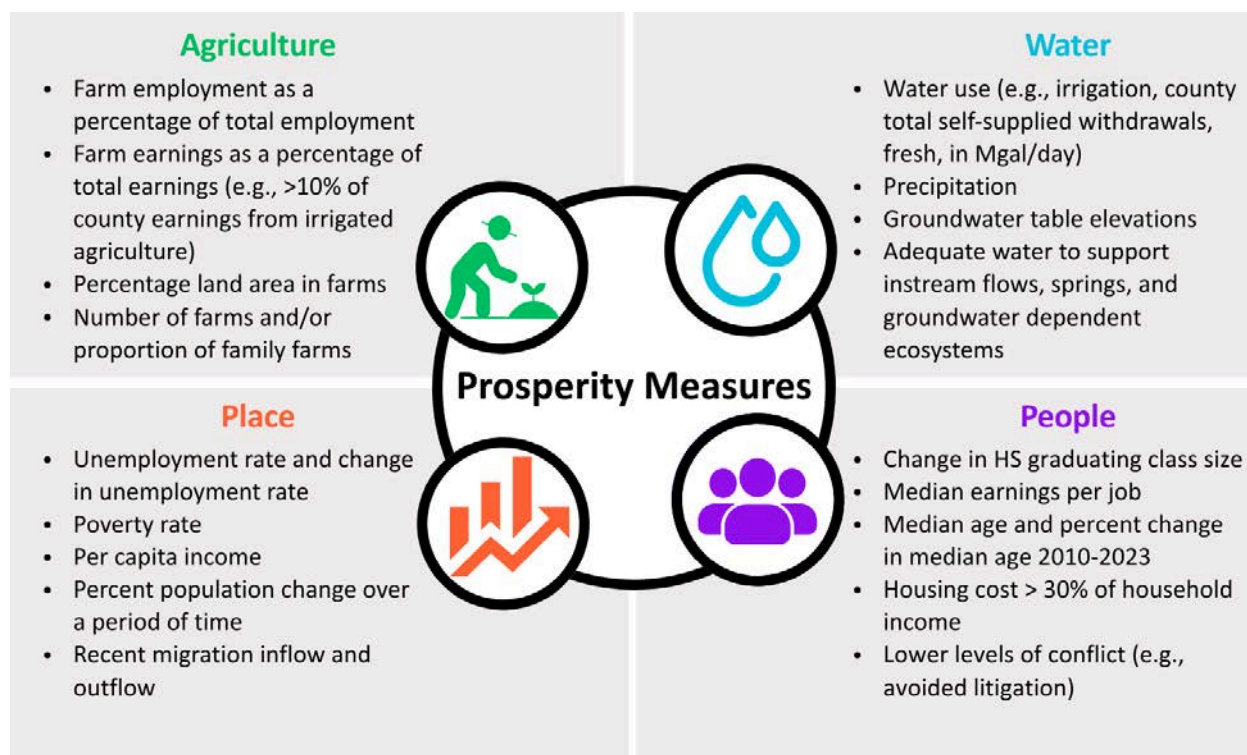 Agriculture
• Farm employment as a
percentage of total employment
• Farm earnings as a percentage of
total earnings (e.g., >10% of
county earnings from irrigated
agriculture)
• Percentage land area in farms
• Number of farms and/or
proportion of family farms
Water
• Water use (e.g., irrigation, county
total self-supplied withdrawals,
fresh, in Mgal/day)
• Precipitation
• Groundwater table elevations
• Adequate water to support
instream flows, springs, and
groundwater dependent
ecosystems
Prosperity Measures
Place
• Unemployment rate and change
in unemployment rate
• Poverty rate
• Per capita income
• Percent population change over
a period of time
• Recent migration inflow and
outflow
People
• Change in HS graduating class size
• Median earnings per job
• Median age and percent change
in median age 2010-2023
• Housing cost > 30% of household
income
• Lower levels of conflict (e.g.,
avoided litigation)